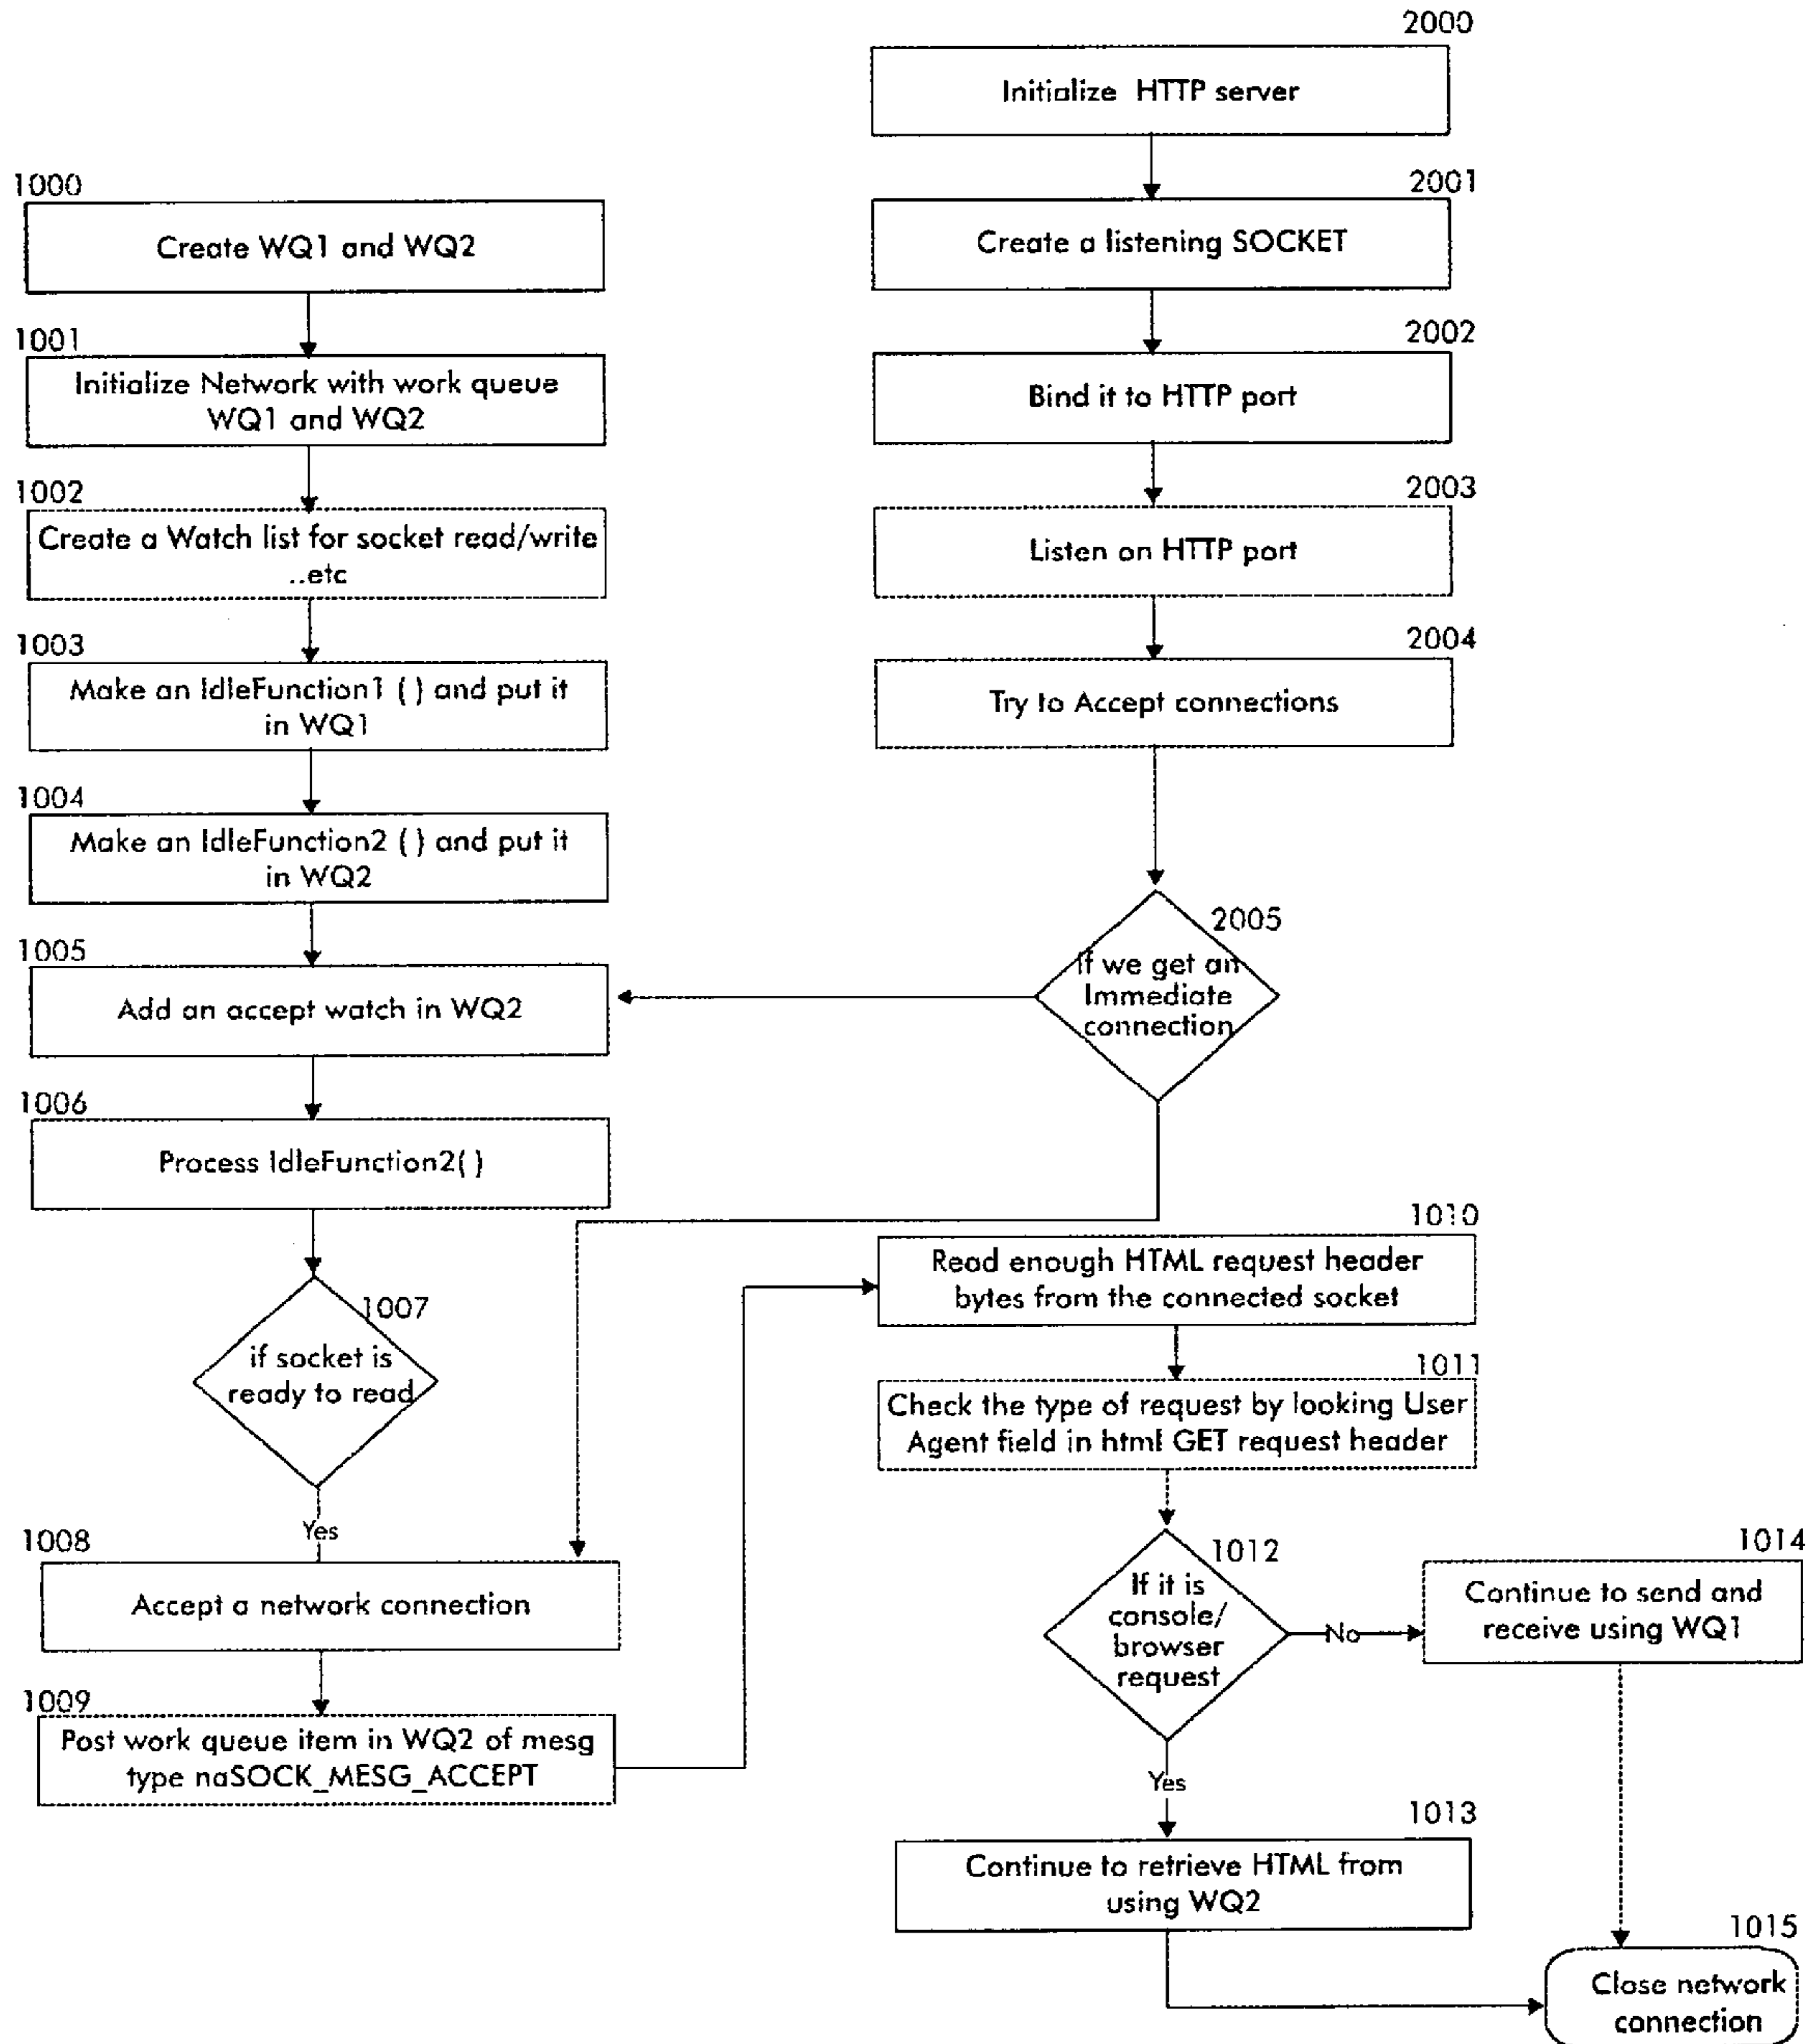 2000
Initialize HTTP server
1000
Create WQ1 and WQ2
2001
Create a listening SOCKET
1001
Initialize Network with work queue
WQ1 and WQ2
2002
Bind it to HTTP port
1002
Create a Watch list for socket read/write
..etc
2003
Listen on HTTP port
1003
Make an IdleFunction1 ( ) and put it
in WQ1
2004
Try to Accept connections
1004
Make an IdleFunction2 ( ) and put it
in WQ2
2005
If we get an
Immediate
connection
1005
Add an accept watch in WQ2
1006
Process IdleFunction2( )
1007
if socket is
ready to read
Yes
1008
Accept a network connection
1009
Post work queue item in WQ2 of mesg
type naSOCK_MESG_ACCEPT
1010
Read enough HTML request header
bytes from the connected socket
1011
Check the type of request by looking User
Agent field in html GET request header
1012
If it is
console/
browser
request
No
1014
Continue to send and
receive using WQ1
Yes
1013
Continue to retrieve HTML from
using WQ2
1015
Close network
connection